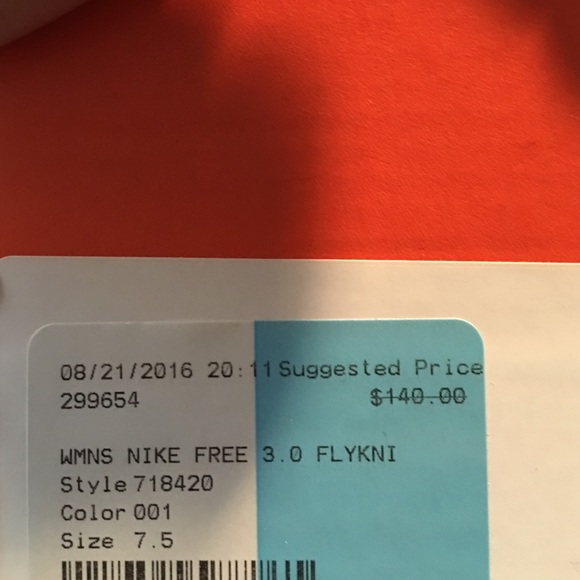 08/21/2016 20:11 Suggested Price
299654 $140.00
WMNS NIKE FREE 3.0 FLYKNI
Style 718420
Color 001
Size 7.5